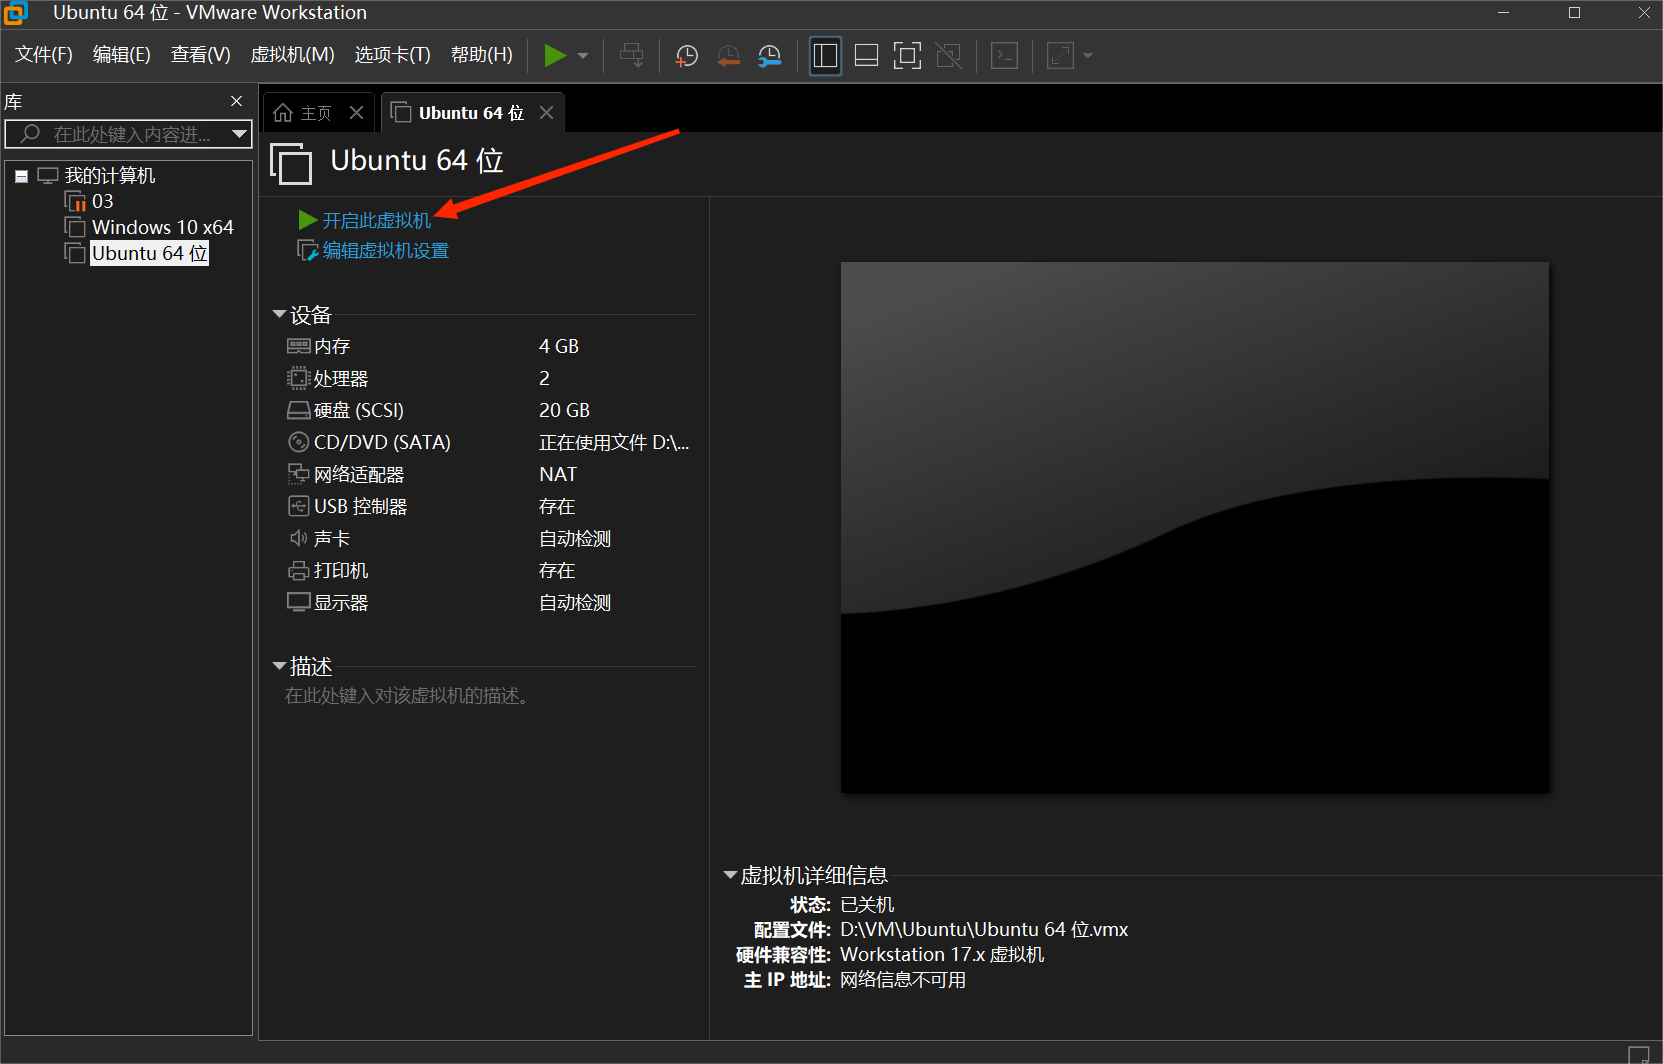 Ubuntu 64 位 - VMware Workstation
文件(F) 编辑(E) 查看(V) 虚拟机(M) 选项卡(T) 帮助(H)
库
在此处键入内容进...
我的计算机
03
Windows 10 x64
Ubuntu 64 位
主页 Ubuntu 64 位
Ubuntu 64 位
开启此虚拟机
编辑虚拟机设置
设备
内存 4 GB
处理器 2
硬盘 (SCSI) 20 GB
CD/DVD (SATA) 正在使用文件 D:\...
网络适配器 NAT
USB 控制器 存在
声卡 自动检测
打印机 存在
显示器 自动检测
描述
在此处键入对该虚拟机的描述。
虚拟机详细信息
状态: 已关机
配置文件: D:\VM\Ubuntu\Ubuntu 64 位.vmx
硬件兼容性: Workstation 17.x 虚拟机
主 IP 地址: 网络信息不可用